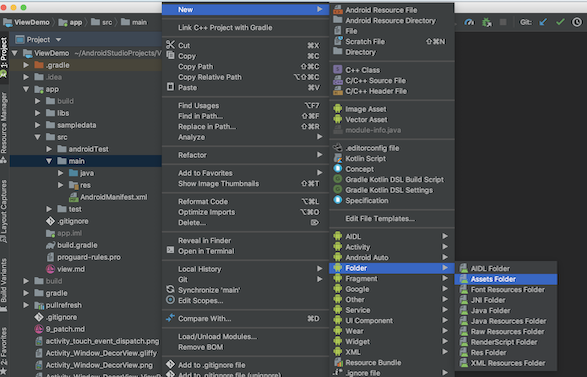 ViewDemo
app
src
main
Git:
1: Project
Resource Manager
Layout Captures
Build Variants
2: Favorites
Project
ViewDemo ~/AndroidStudioProjects/V
.gradle
.idea
app
build
libs
sampledata
src
androidTest
main
java
res
AndroidManifest.xml
test
.gitignore
app.iml
build.gradle
proguard-rules.pro
view.md
build
gradle
pullrefresh
.gitignore
9_patch.md
activity_touch_event_dispatch.png
Activity_Window_DecorView.gliffy
Activity_Window_DecorView.png
New
Link C++ Project with Gradle
Cut ⌘X
Copy ⌘C
Copy Path ⇧⌘C
Copy Relative Path ⌥⇧⌘C
Paste ⌘V
Find Usages ⌥F7
Find in Path... ⇧⌘F
Replace in Path... ⇧⌘R
Analyze
Refactor
Add to Favorites
Show Image Thumbnails ⇧⌘T
Reformat Code ⌥⌘L
Optimize Imports ⌥⌘O
Delete... ⌦
Reveal in Finder
Open in Terminal
Local History
Git
Synchronize 'main'
Edit Scopes...
Compare With... ⌘D
Load/Unload Modules...
Remove BOM
Add to .gitignore file
Add to .gitignore file (unignore)
Android Resource File
Android Resource Directory
File
Scratch File ⇧⌘N
Directory
C++ Class
C/C++ Source File
C/C++ Header File
Image Asset
Vector Asset
module-info.java
.editorconfig file
Kotlin Script
Concept
Gradle Kotlin DSL Build Script
Gradle Kotlin DSL Settings
Specification
Edit File Templates...
AIDL
Activity
Android Auto
Folder
Fragment
Google
Other
Service
UI Component
Wear
Widget
XML
Resource Bundle
.ignore file
AIDL Folder
Assets Folder
Font Resources Folder
JNI Folder
Java Folder
Java Resources Folder
Raw Resources Folder
RenderScript Folder
Res Folder
XML Resources Folder